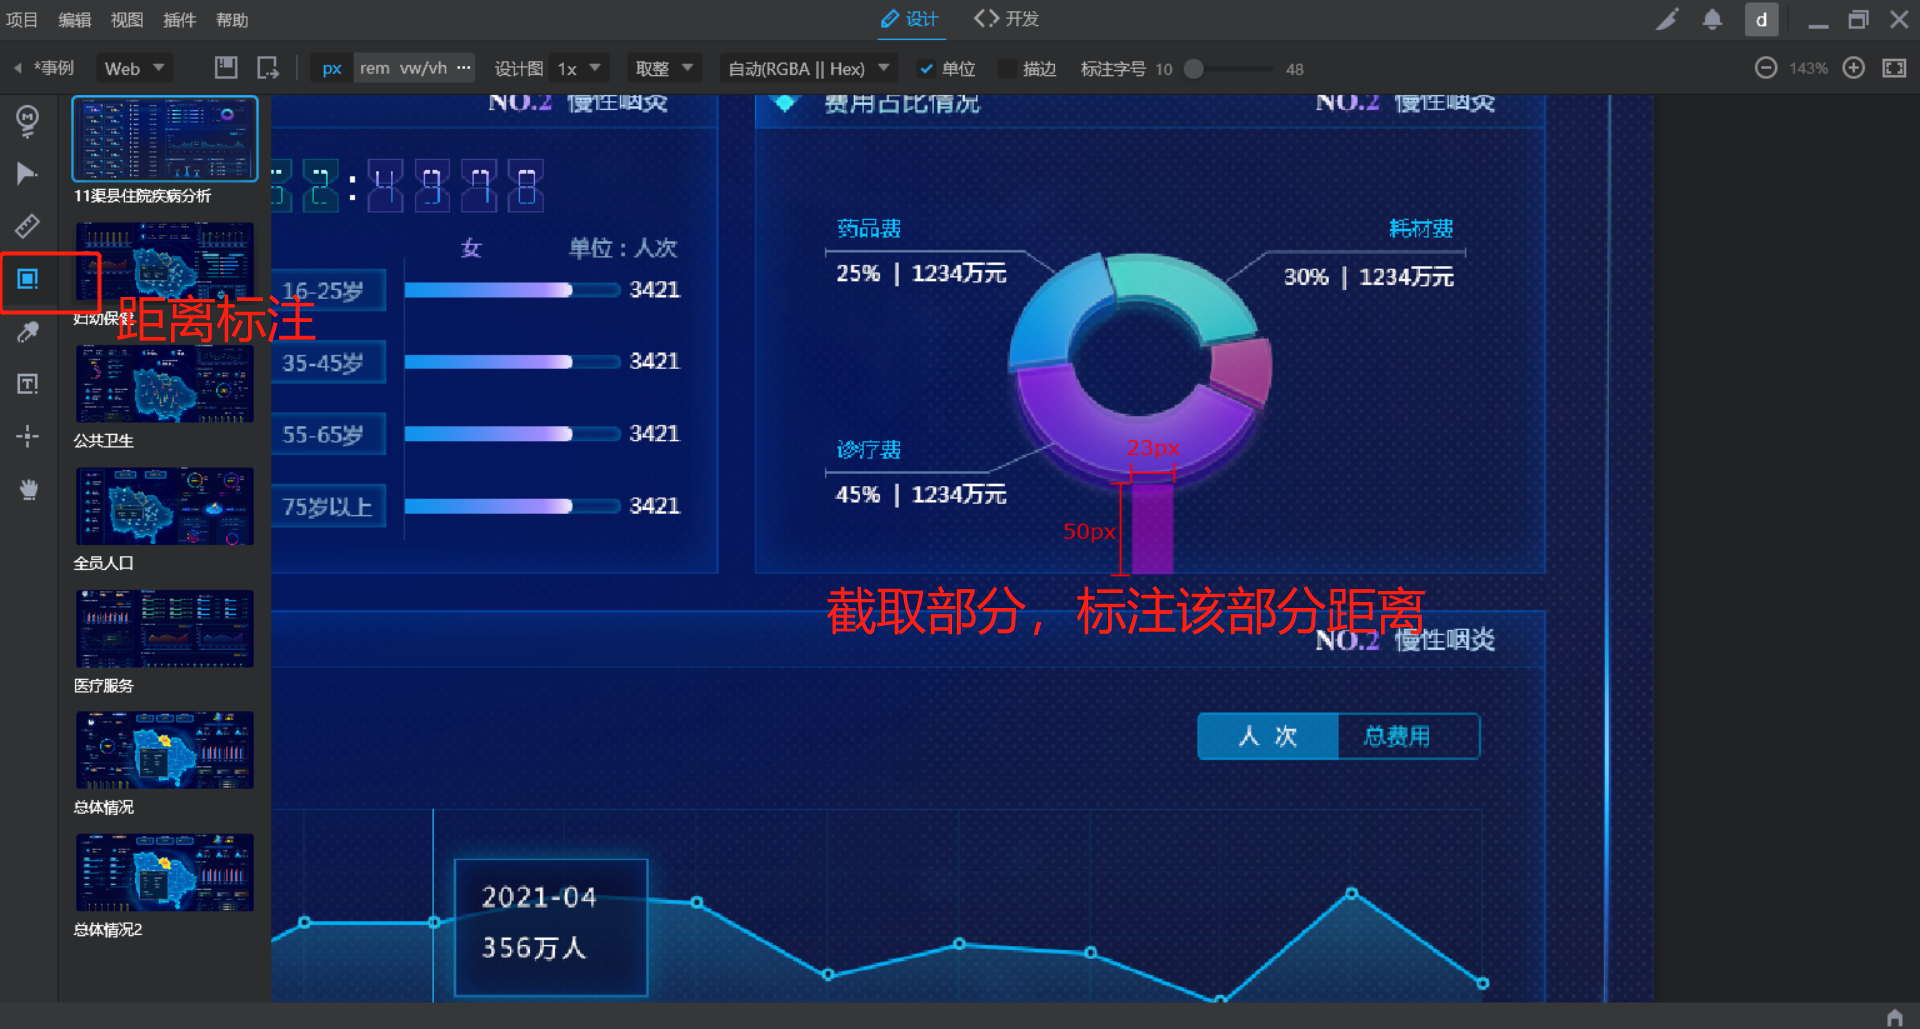 项目 编辑 视图 插件 帮助
设计 开发
d
*事例 Web px rem vw/vh ··· 设计图 1x 取整 自动(RGBA || Hex) 单位 描边 标注字号 10 48 143%
NO.2 慢性咽炎
费用占比情况
NO.2 慢性咽炎
11渠县住院疾病分析
妇幼保健
公共卫生
全员人口
医疗服务
总体情况
总体情况2
距离标注
2:4978
女 单位：人次
16-25岁 3421
35-45岁 3421
55-65岁 3421
75岁以上 3421
药品费
25% | 1234万元
耗材费
30% | 1234万元
诊疗费
45% | 1234万元
23px
50px
截取部分，标注该部分距离
NO.2 慢性咽炎
人 次 总费用
2021-04
356万人